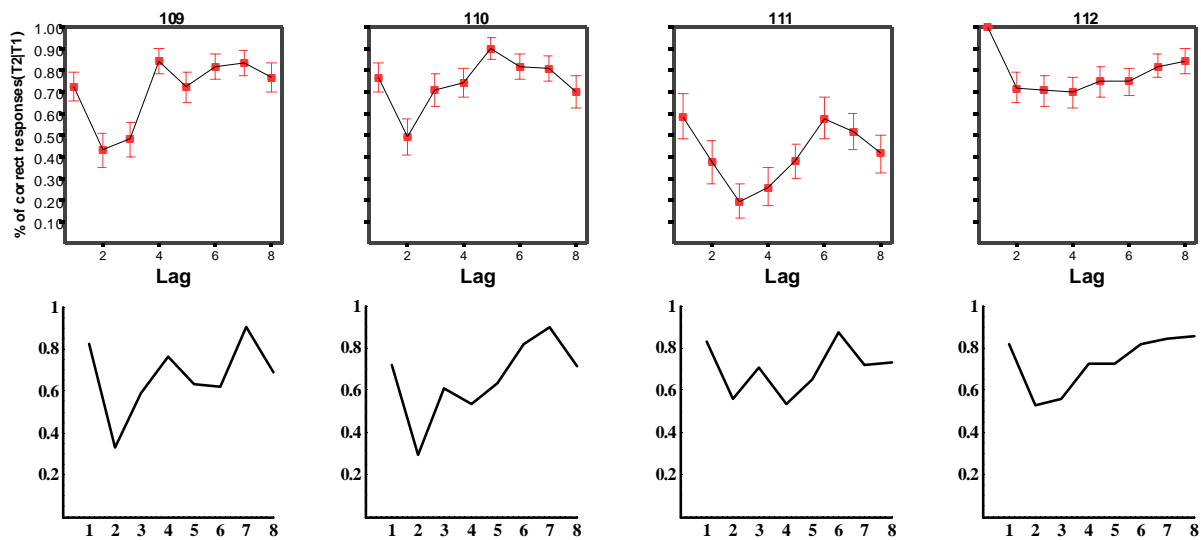 109 110 111 112
% of correct responses(T2|T1)
1.00
0.90
0.80
0.70
0.60
0.50
0.40
0.30
0.20
0.10
2 4 6 8 2 4 6 8 2 4 6 8 2 4 6 8
Lag Lag Lag Lag
1 1 1 1
0.8 0.8 0.8 0.8
0.6 0.6 0.6 0.6
0.4 0.4 0.4 0.4
0.2 0.2 0.2 0.2
1 2 3 4 5 6 7 8 1 2 3 4 5 6 7 8 1 2 3 4 5 6 7 8 1 2 3 4 5 6 7 8